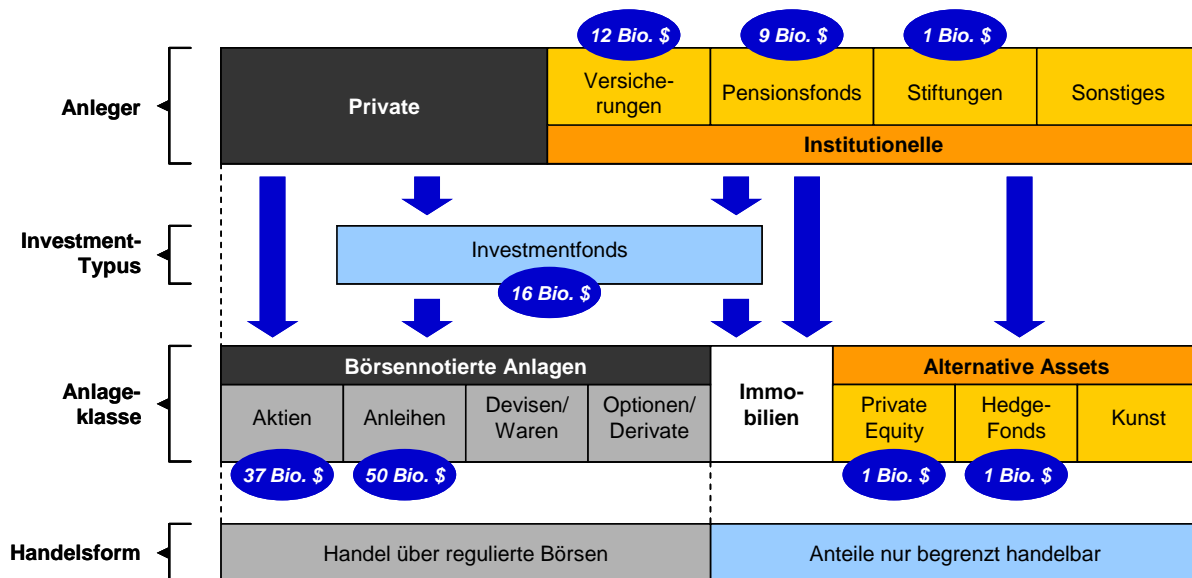 12 Bio. $
9 Bio. $
1 Bio. $
Anleger
Private
Versiche-
rungen
Pensionsfonds
Stiftungen
Sonstiges
Institutionelle
Investment-
Typus
Investmentfonds
16 Bio. $
Anlage-
klasse
Börsennotierte Anlagen
Aktien
Anleihen
Devisen/
Waren
Optionen/
Derivate
Immo-
bilien
Alternative Assets
Private
Equity
Hedge-
Fonds
Kunst
37 Bio. $
50 Bio. $
1 Bio. $
1 Bio. $
Handelsform
Handel über regulierte Börsen
Anteile nur begrenzt handelbar